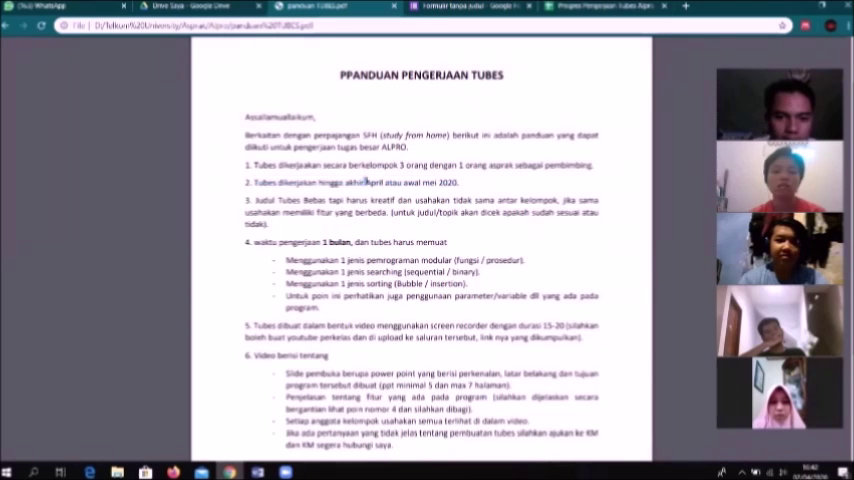 (50) WhatsApp
Drive Saya - Google Drive
panduan TUBES.pdf
Formulir tanpa judul - Google Fo
Progres Pengerjaan Tubes Alpro
File | D:/Telkom%20University/Asprak/Alpro/panduan%20TUBES.pdf
PPANDUAN PENGERJAAN TUBES
Assallamuallaikum,
Berkaitan dengan perpajangan SFH (study from home) berikut ini adalah panduan yang dapat
diikuti untuk pengerjaan tugas besar ALPRO.
1. Tubes dikerjaakan secara berkelompok 3 orang dengan 1 orang asprak sebagai pembimbing.
2. Tubes dikerjakan hingga akhir April atau awal mei 2020.
3. Judul Tubes Bebas tapi harus kreatif dan usahakan tidak sama antar kelompok, jika sama
usahakan memiliki fitur yang berbeda. (untuk judul/topik akan dicek apakah sudah sesuai atau
tidak).
4. waktu pengerjaan 1 bulan, dan tubes harus memuat
- Menggunakan 1 jenis pemrograman modular (fungsi / prosedur).
- Menggunakan 1 jenis searching (sequential / binary).
- Menggunakan 1 jenis sorting (Bubble / insertion).
- Untuk poin ini perhatikan juga penggunaan parameter/variable dll yang ada pada
program.
5. Tubes dibuat dalam bentuk video menggunakan screen recorder dengan durasi 15-20 (silahkan
boleh buat youtube perkelas dan di upload ke saluran tersebut, link nya yang dikumpulkan).
6. Video berisi tentang
- Slide pembuka berupa power point yang berisi perkenalan, latar belakang dan tujuan
program tersebut dibuat (ppt minimal 5 dan max 7 halaman).
- Penjelasan tentang fitur yang ada pada program (silahkan dijelaskan secara
bergantian lihat poin nomor 4 dan silahkan dibagi).
- Setiap anggota kelompok usahakan semua terlihat di dalam video.
- Jika ada pertanyaan yang tidak jelas tentang pembuatan tubes silahkan ajukan ke KM
dan KM segera hubungi saya.
16:42
02/04/2020